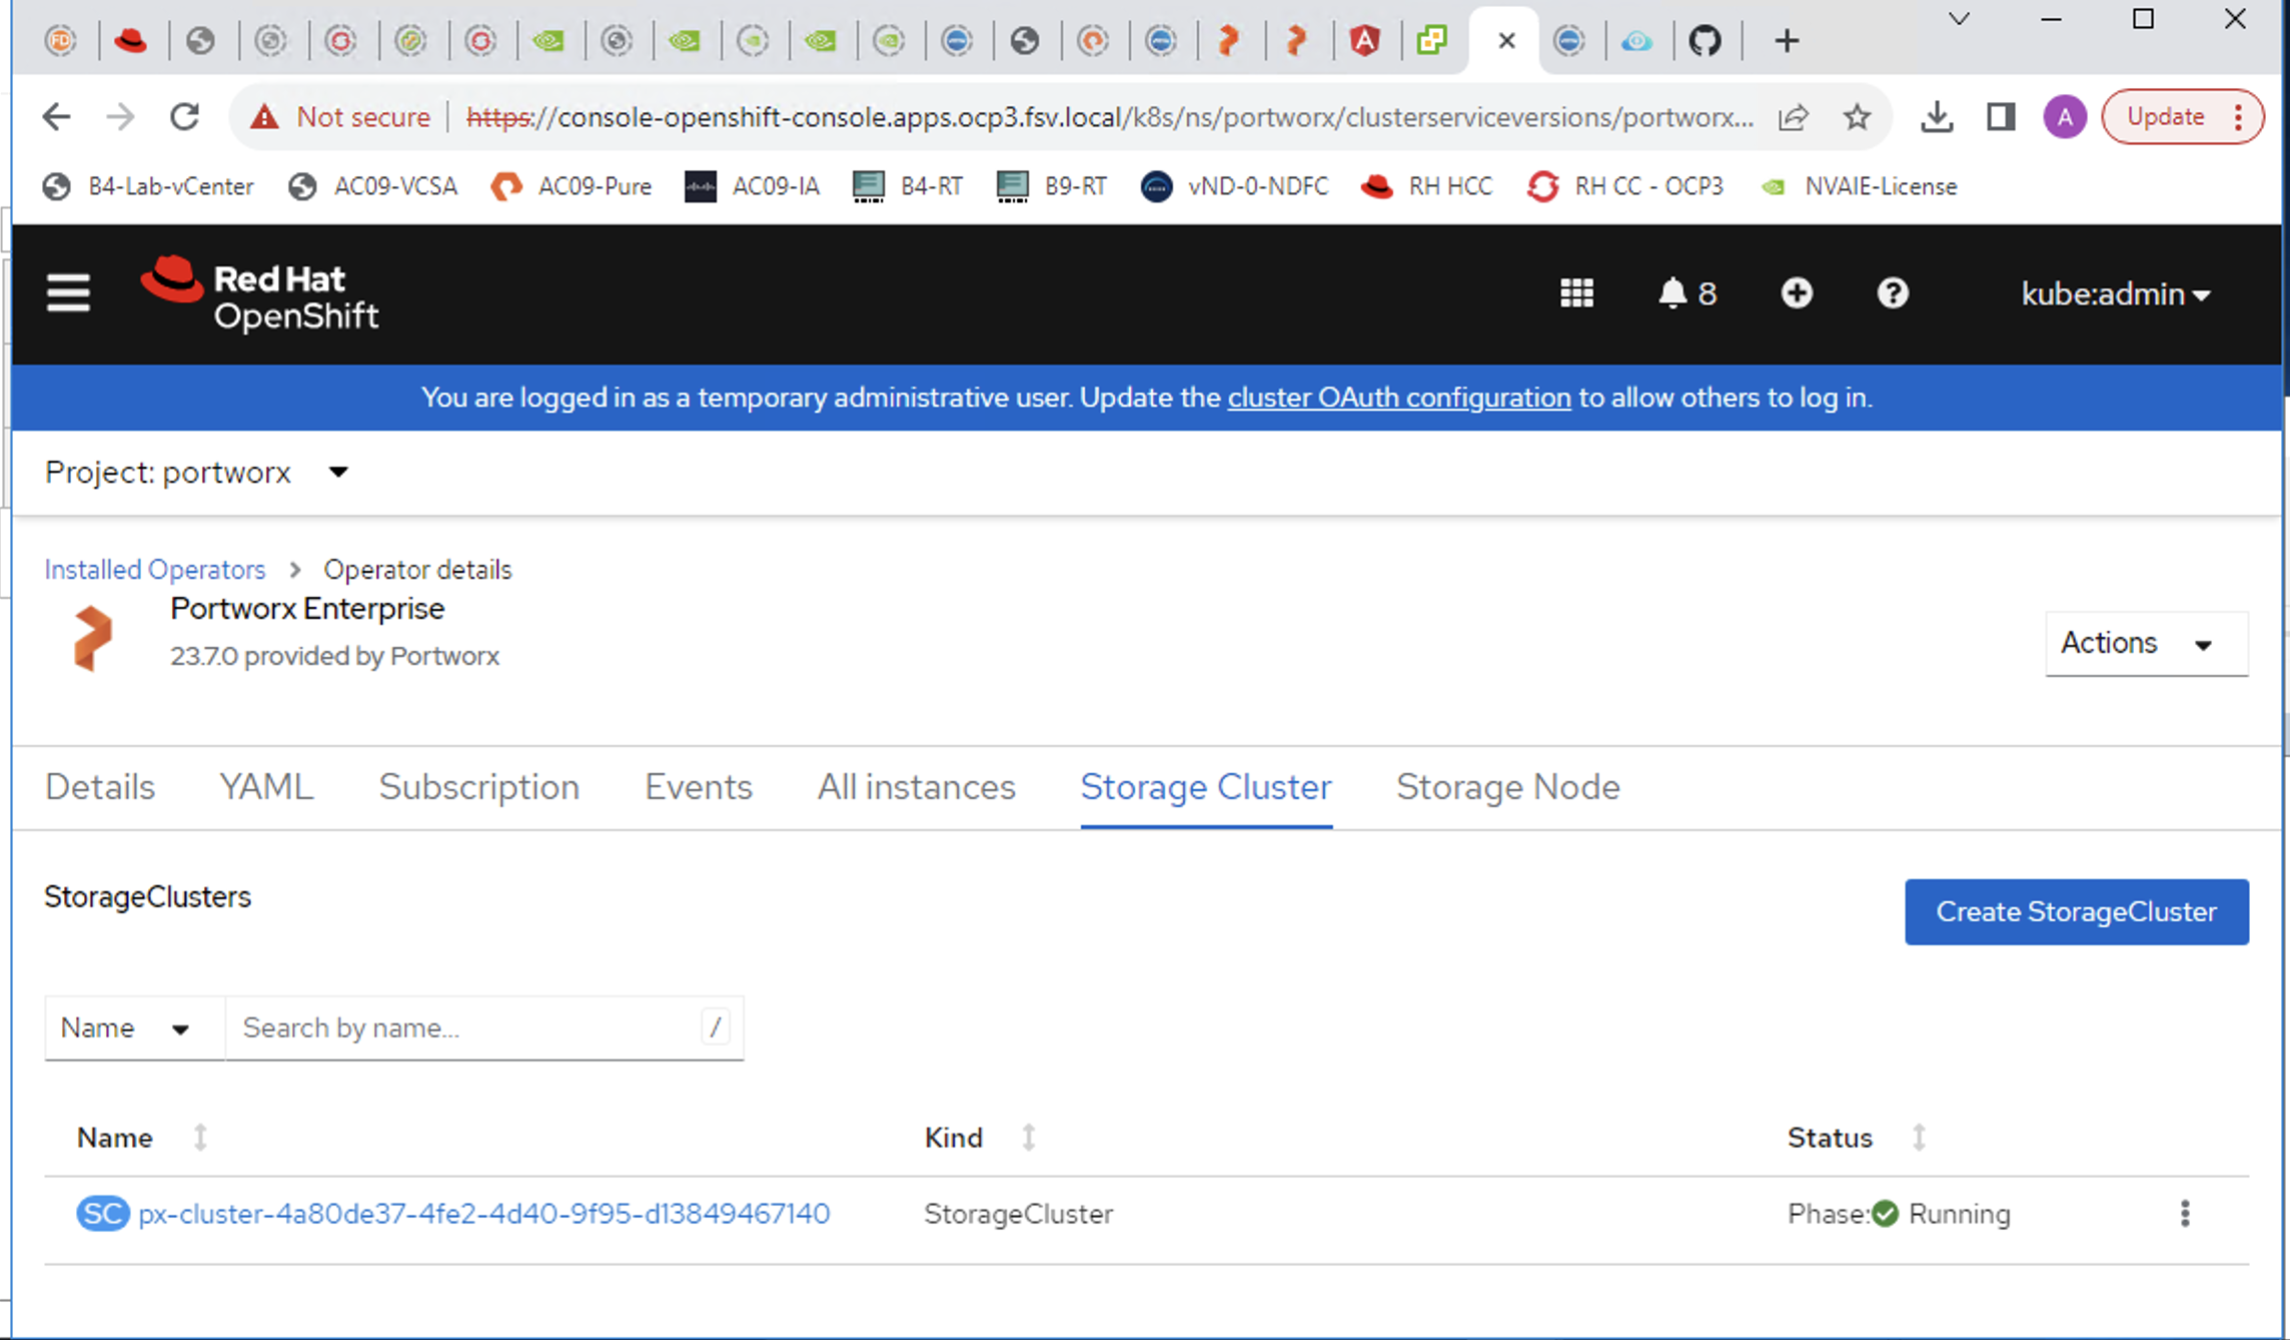 Not secure | https://console-openshift-console.apps.ocp3.fsv.local/k8s/ns/portworx/clusterserviceversions/portworx... A Update
B4-Lab-vCenter AC09-VCSA AC09-Pure AC09-IA B4-RT B9-RT vND-0-NDFC RH HCC RH CC - OCP3 NVAIE-License
Red Hat
OpenShift
8 kube:admin
You are logged in as a temporary administrative user. Update the cluster OAuth configuration to allow others to log in.
Project: portworx
Installed Operators > Operator details
Portworx Enterprise
23.7.0 provided by Portworx
Actions
Details YAML Subscription Events All instances Storage Cluster Storage Node
StorageClusters
Create StorageCluster
Name Search by name... /
Name Kind Status
SC px-cluster-4a80de37-4fe2-4d40-9f95-d13849467140 StorageCluster Phase: Running